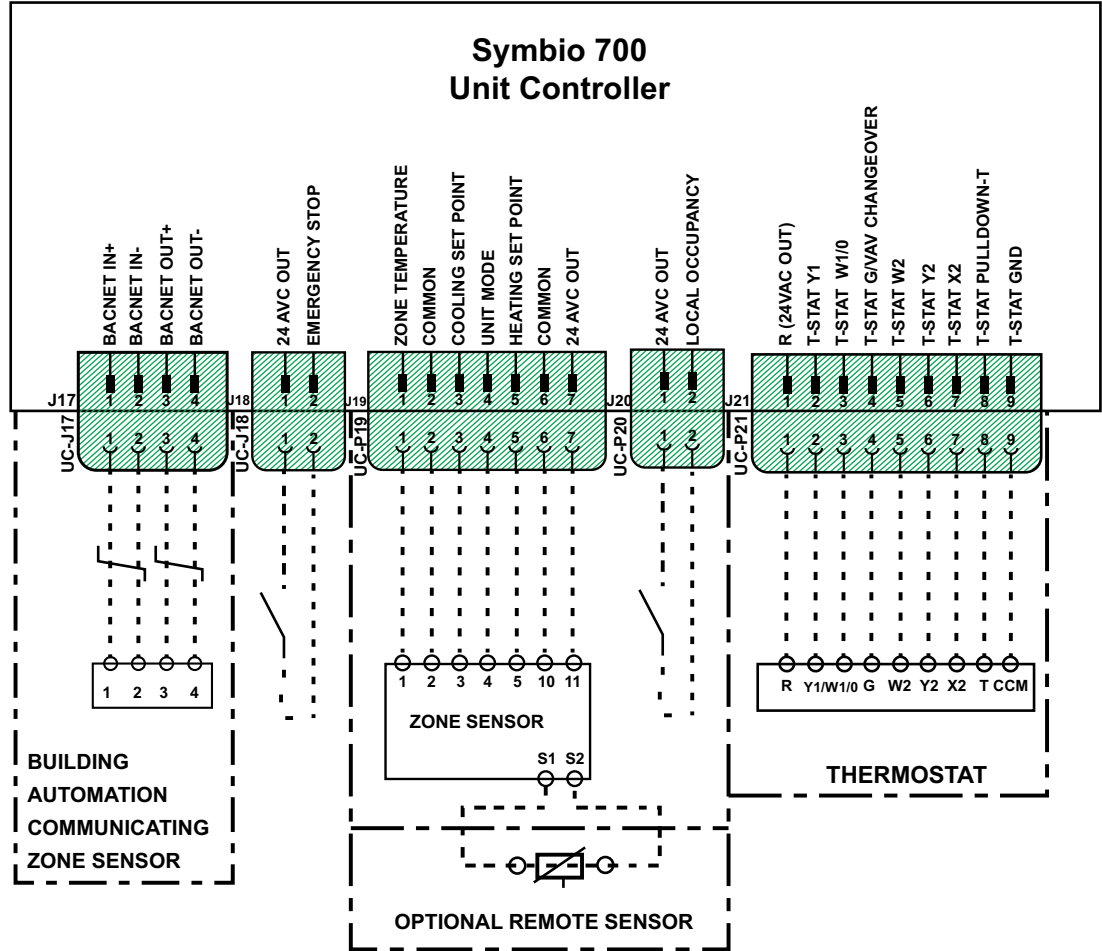 Symbio 700
Unit Controller
BACNET IN+
BACNET IN-
BACNET OUT+
BACNET OUT-
24 AVC OUT
EMERGENCY STOP
ZONE TEMPERATURE
COMMON
COOLING SET POINT
UNIT MODE
HEATING SET POINT
COMMON
24 AVC OUT
24 AVC OUT
LOCAL OCCUPANCY
R (24VAC OUT)
T-STAT Y1
T-STAT W1/0
T-STAT G/VAV CHANGEOVER
T-STAT W2
T-STAT Y2
T-STAT X2
T-STAT PULLDOWN-T
T-STAT GND
J17 1 2 3 4
J18 1 2
J19 1 2 3 4 5 6 7
J20 1 2
J21 1 2 3 4 5 6 7 8 9
UC-J17 1 2 3 4
UC-J18 1 2
UC-P19 1 2 3 4 5 6 7
UC-P20 1 2
UC-P21 1 2 3 4 5 6 7 8 9
1 2 3 4
1 2 3 4 5 10 11
ZONE SENSOR
S1 S2
R Y1/W1/0 G W2 Y2 X2 T CCM
THERMOSTAT
BUILDING
AUTOMATION
COMMUNICATING
ZONE SENSOR
OPTIONAL REMOTE SENSOR